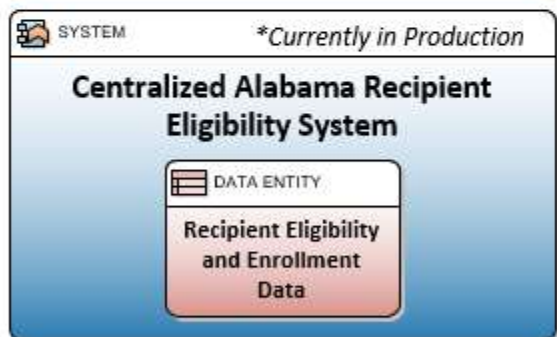 SYSTEM
*Currently in Production
Centralized Alabama Recipient
Eligibility System
DATA ENTITY
Recipient Eligibility
and Enrollment
Data